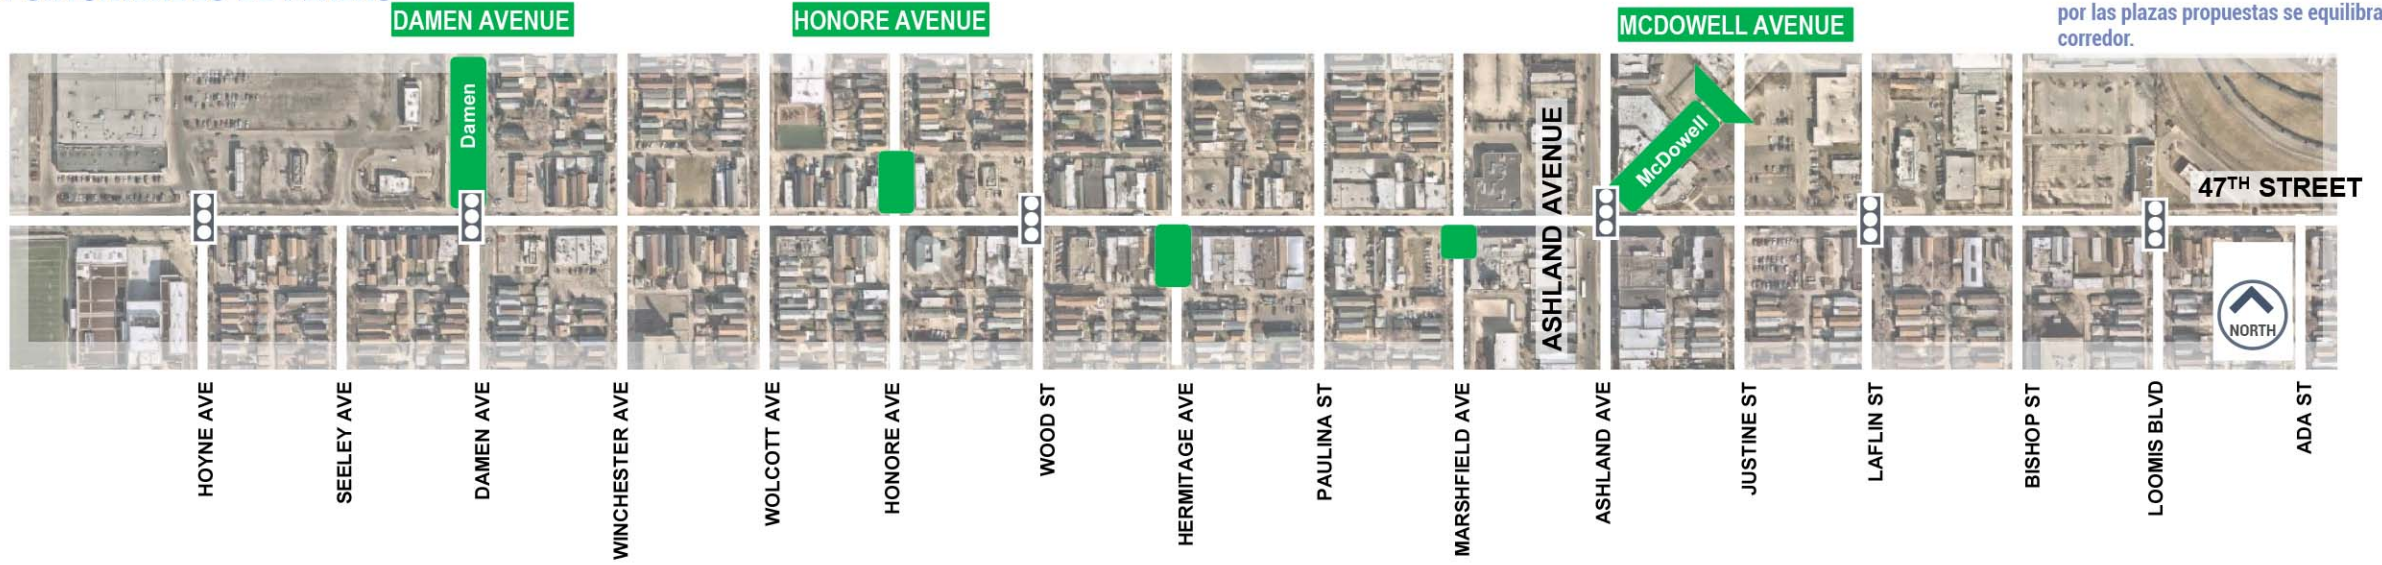 DAMEN AVENUE
HONORE AVENUE
MCDOWELL AVENUE
por las plazas propuestas se equilibra
corredor.
Damen
McDowell
ASHLAND AVENUE
47TH STREET
NORTH
HOYNE AVE
SEELEY AVE
DAMEN AVE
WINCHESTER AVE
WOLCOTT AVE
HONORE AVE
WOOD ST
HERMITAGE AVE
PAULINA ST
MARSHFIELD AVE
ASHLAND AVE
JUSTINE ST
LAFLIN ST
BISHOP ST
LOOMIS BLVD
ADA ST